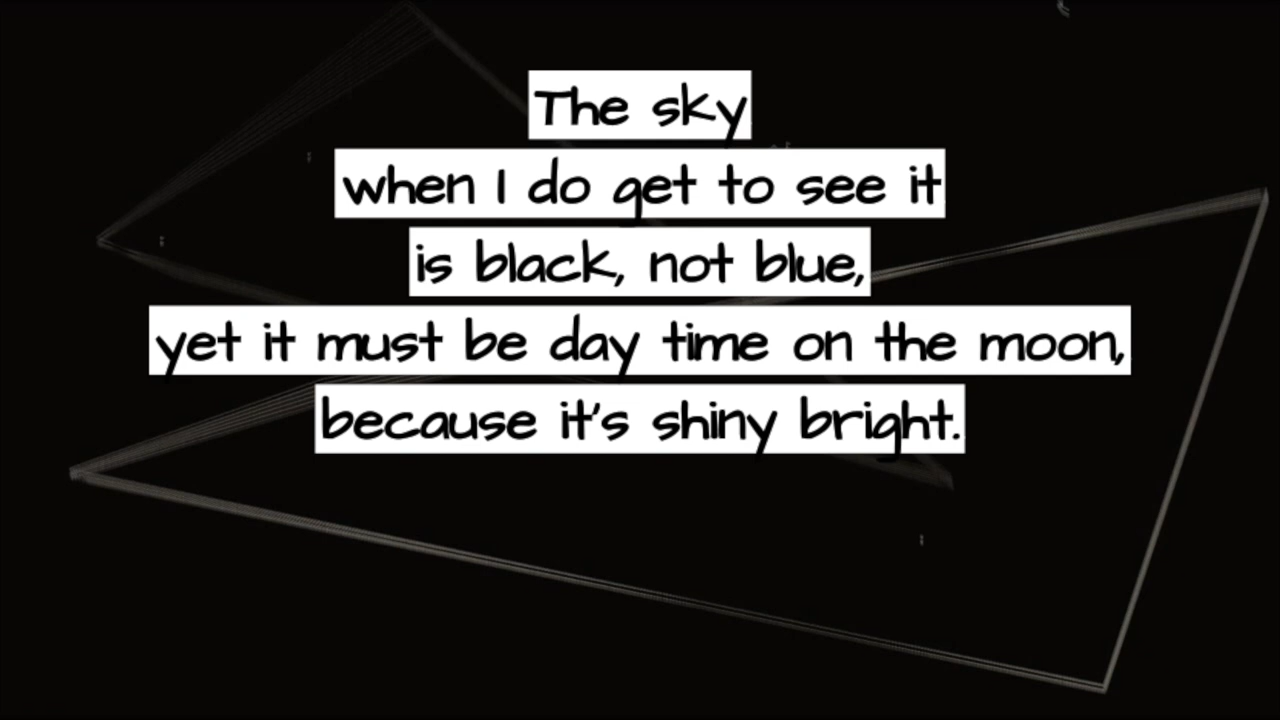 The sky
when I do get to see it
is black, not blue,
yet it must be day time on the moon,
because it's shiny bright.